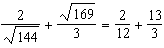 2/√144 + √169/3 = 2/12 + 13/3